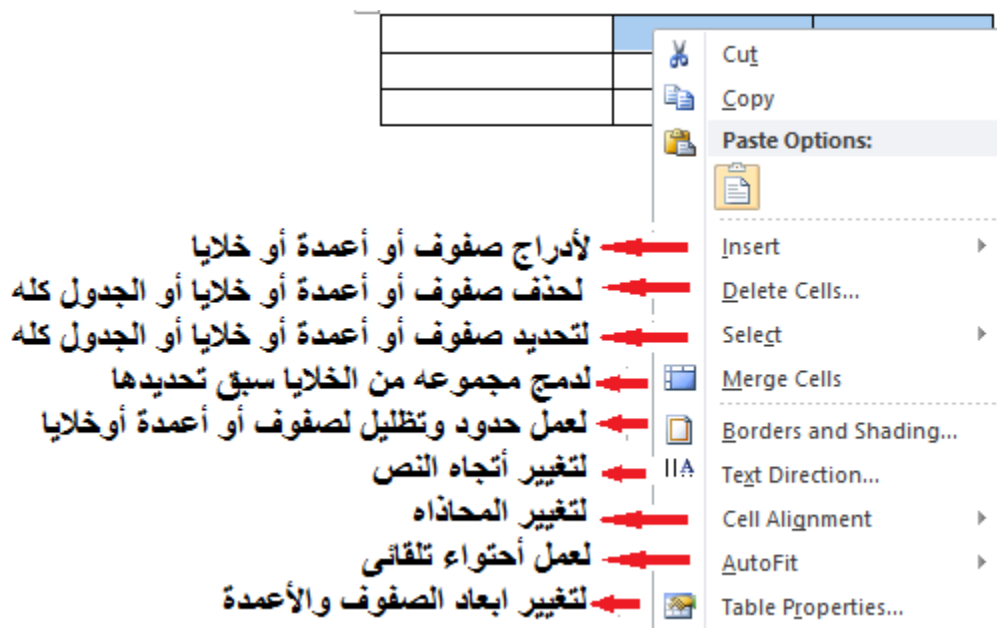 Cut
Copy
Paste Options:
لأدراج صفوف أو أعمدة أو خلايا
Insert
لحذف صفوف أو أعمدة أو خلايا أو الجدول كله
Delete Cells...
لتحديد صفوف أو أعمدة أو خلايا أو الجدول كله
Select
لدمج مجموعه من الخلايا سبق تحديدها
Merge Cells
لعمل حدود وتظليل لصفوف أو أعمدة أوخلايا
Borders and Shading...
لتغيير أتجاه النص
Text Direction...
لتغيير المحاذاه
Cell Alignment
لعمل أحتواء تلقائى
AutoFit
لتغيير ابعاد الصفوف والأعمدة
Table Properties...